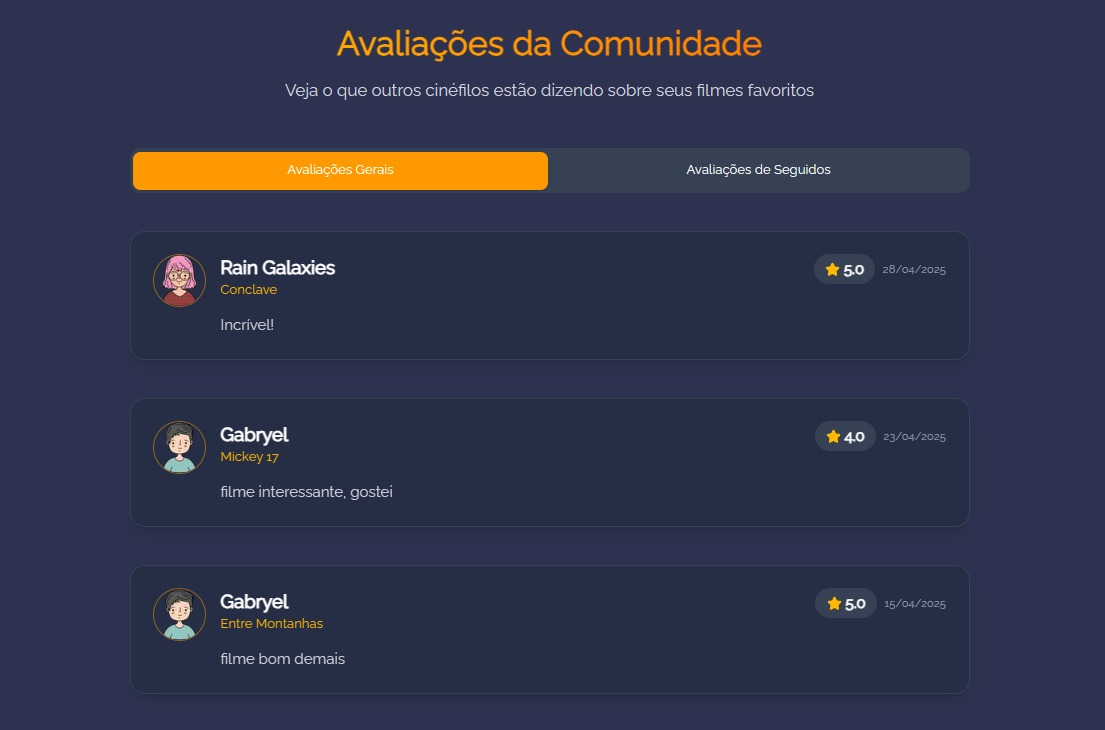 Avaliações da Comunidade
Veja o que outros cinéfilos estão dizendo sobre seus filmes favoritos
Avaliações Gerais
Avaliações de Seguidos
Rain Galaxies
5.0
28/04/2025
Conclave
Incrível!
Gabryel
4.0
23/04/2025
Mickey 17
filme interessante, gostei
Gabryel
5.0
15/04/2025
Entre Montanhas
filme bom demais